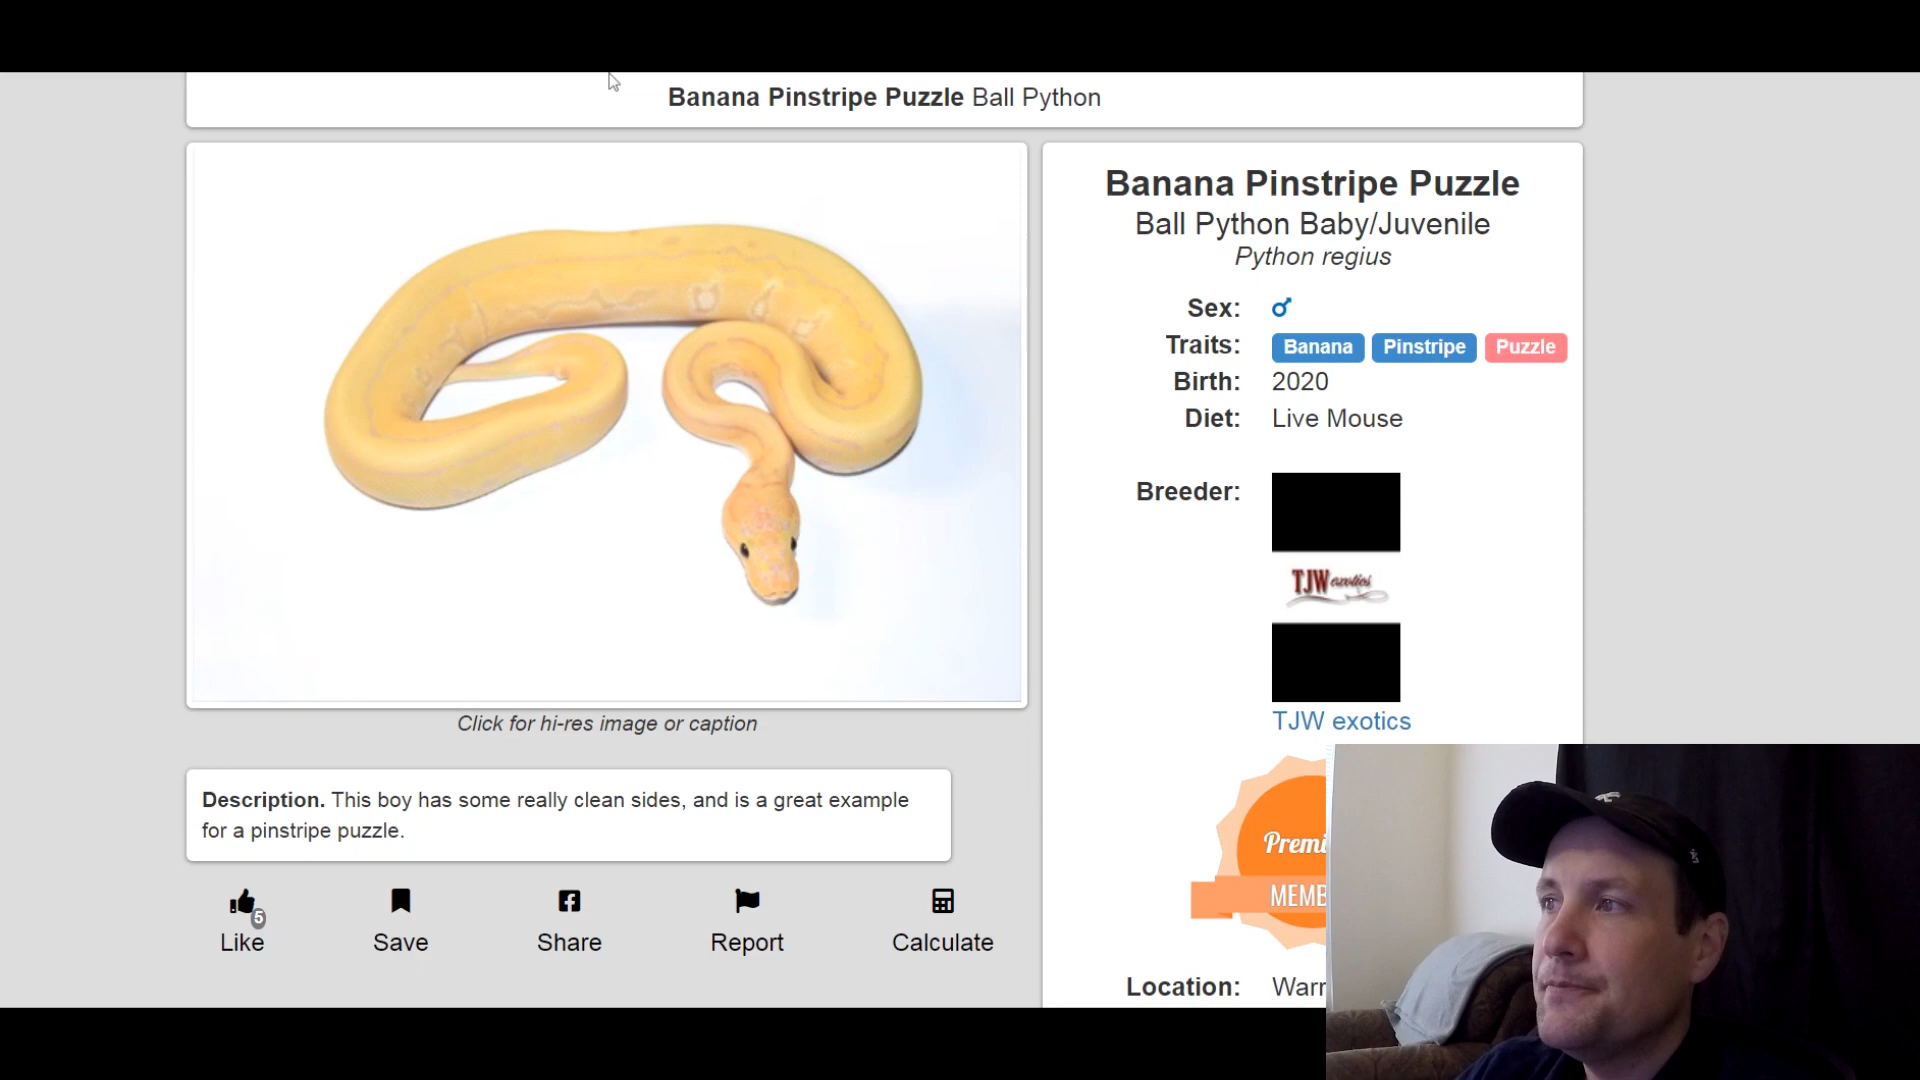 Banana Pinstripe Puzzle Ball Python
Banana Pinstripe Puzzle
Ball Python Baby/Juvenile
Python regius
Sex: ♂
Traits: Banana Pinstripe Puzzle
Birth: 2020
Diet: Live Mouse
Breeder:
TJW exotics
TJW exotics
Click for hi-res image or caption
Description. This boy has some really clean sides, and is a great example
for a pinstripe puzzle.
5
Like Save Share Report Calculate
Premi
MEMB
Location: Warr